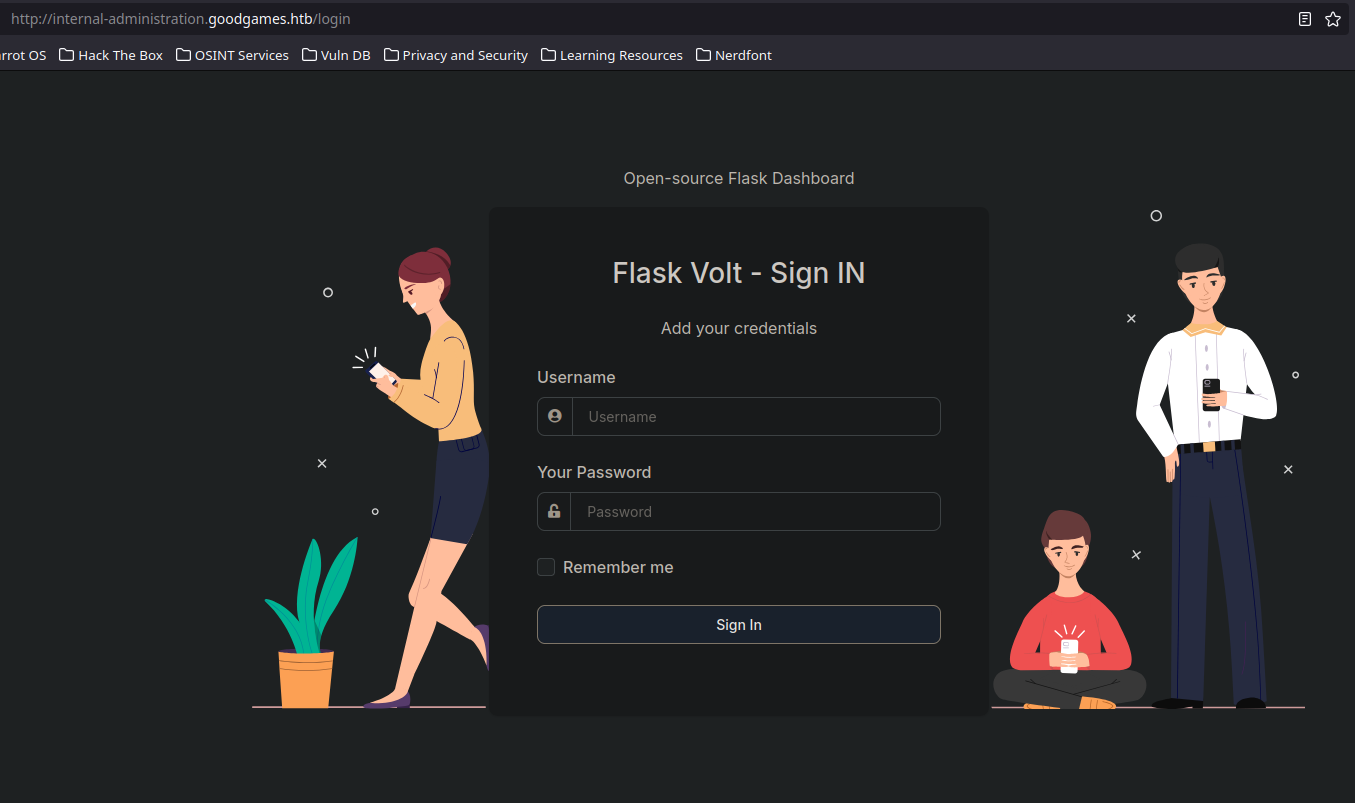 http://internal-administration.goodgames.htb/login
rrot OS Hack The Box OSINT Services Vuln DB Privacy and Security Learning Resources Nerdfont
Open-source Flask Dashboard
Flask Volt - Sign IN
Add your credentials
Username
Username
Your Password
Password
Remember me
Sign In